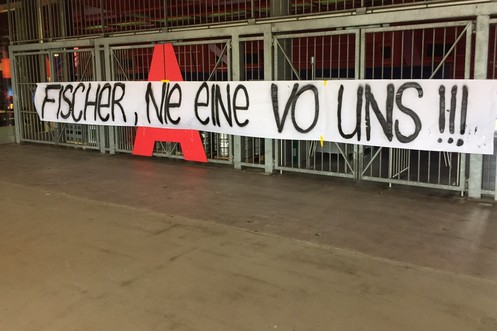 FISCHER, NIE EINE VO UNS !!!
A